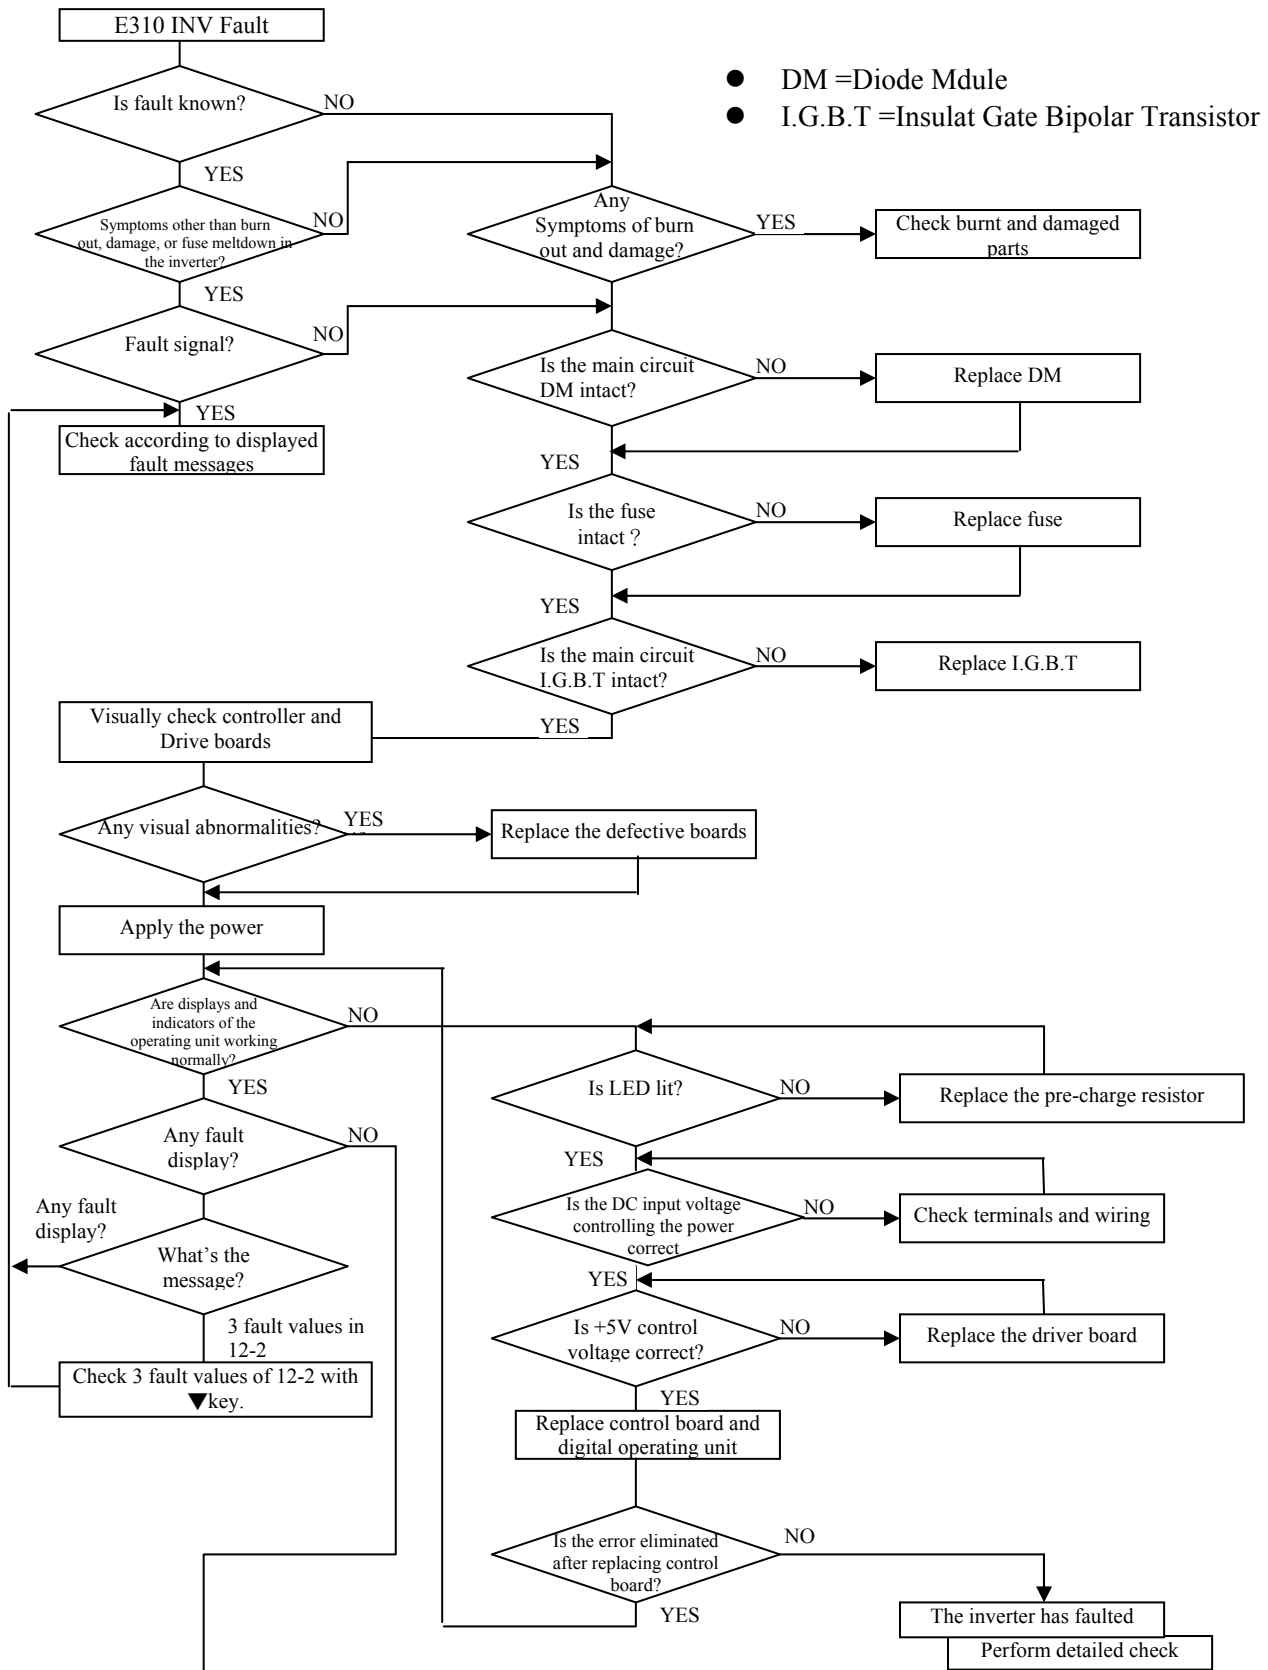 E310 INV Fault
● DM =Diode Mdule
● I.G.B.T =Insulat Gate Bipolar Transistor
Is fault known?
NO
YES
Symptoms other than burn
out, damage, or fuse meltdown in
the inverter?
NO
YES
Any
Symptoms of burn
out and damage?
YES
Check burnt and damaged
parts
Fault signal?
NO
YES
Check according to displayed
fault messages
Is the main circuit
DM intact?
NO
Replace DM
YES
Is the fuse
intact？
NO
Replace fuse
YES
Is the main circuit
I.G.B.T intact?
NO
Replace I.G.B.T
YES
Visually check controller and
Drive boards
Any visual abnormalities?
YES
Replace the defective boards
Apply the power
Are displays and
indicators of the
operating unit working
normally?
NO
YES
Is LED lit?
NO
Replace the pre-charge resistor
YES
Any fault
display?
NO
Any fault
display?
What's the
message?
Is the DC input voltage
controlling the power
correct
NO
Check terminals and wiring
YES
3 fault values in
12-2
Check 3 fault values of 12-2 with
▼key.
Is +5V control
voltage correct?
NO
Replace the driver board
YES
Replace control board and
digital operating unit
Is the error eliminated
after replacing control
board?
NO
YES
The inverter has faulted
Perform detailed check